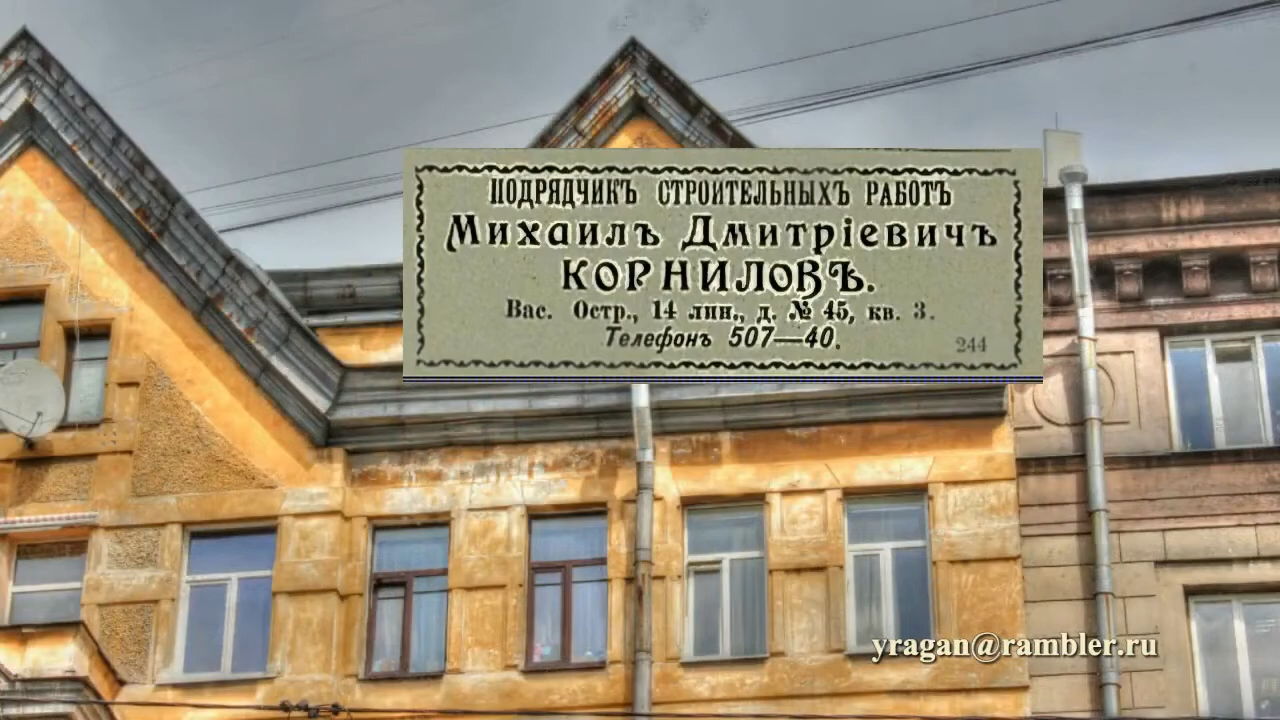 ПОДРЯДЧИКЪ СТРОИТЕЛЬНЫХЪ РАБОТЪ
Михаилъ Дмитріевичъ
КОРНИЛОВЪ.
Вас. Остр., 14 лин., д. № 45, кв. 3.
Телефонъ 507—40.
244
yragan@rambler.ru